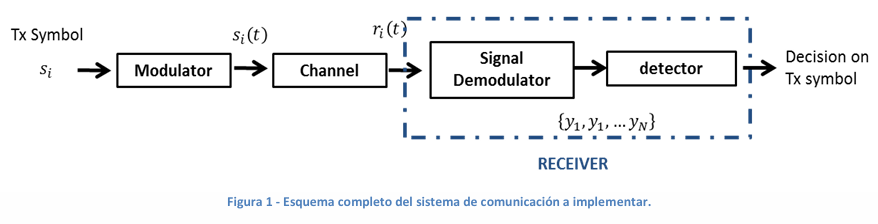 Tx Symbol
s_i
Modulator
s_i(t)
Channel
r_i(t)
Signal
Demodulator
detector
{y_1, y_1, … y_N}
Decision on
Tx symbol
RECEIVER
Figura 1 - Esquema completo del sistema de comunicación a implementar.